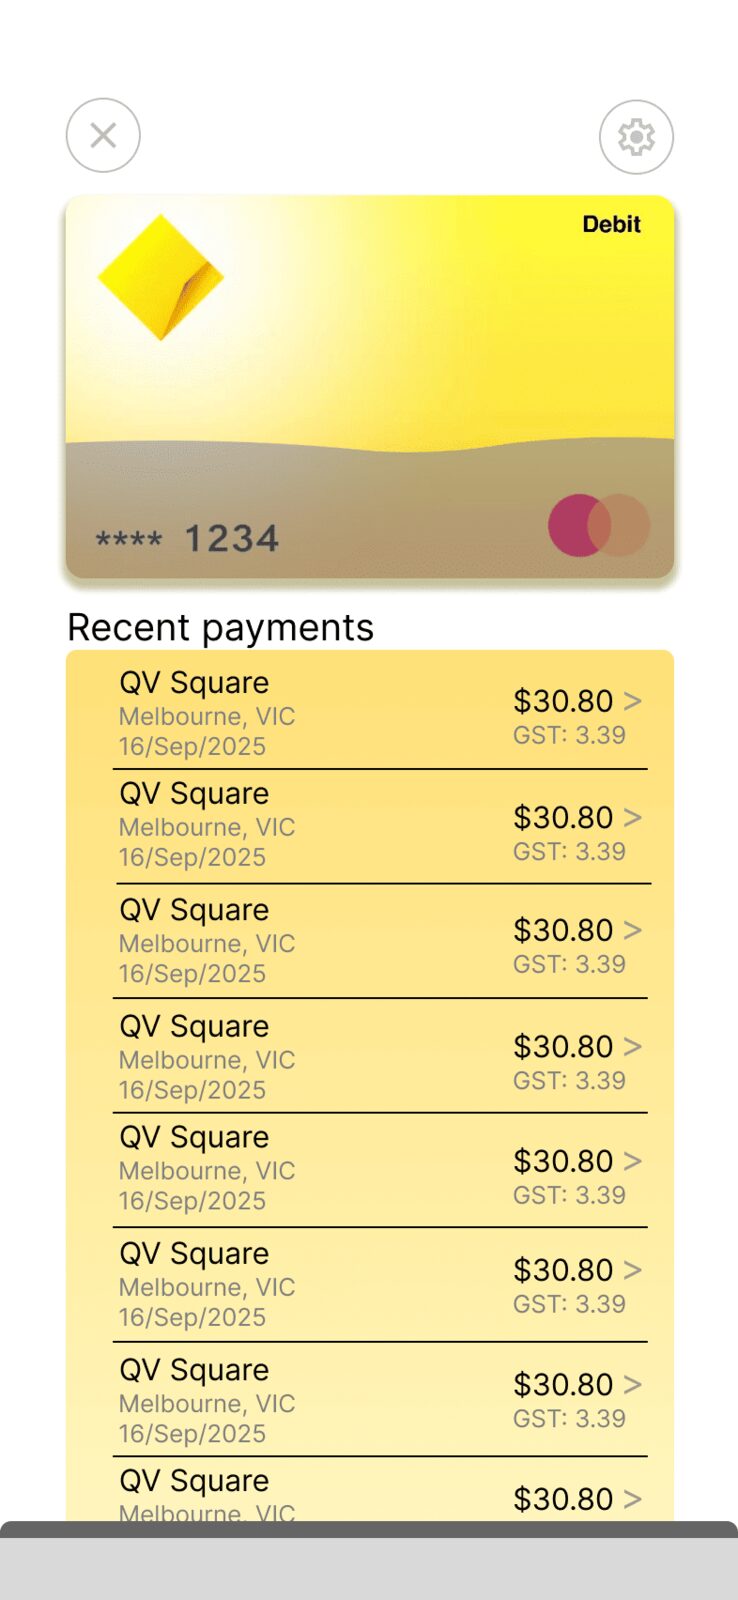 Debit
**** 1234
Recent payments
QV Square
Melbourne, VIC
16/Sep/2025
$30.80 >
GST: 3.39
QV Square
Melbourne, VIC
16/Sep/2025
$30.80 >
GST: 3.39
QV Square
Melbourne, VIC
16/Sep/2025
$30.80 >
GST: 3.39
QV Square
Melbourne, VIC
16/Sep/2025
$30.80 >
GST: 3.39
QV Square
Melbourne, VIC
16/Sep/2025
$30.80 >
GST: 3.39
QV Square
Melbourne, VIC
16/Sep/2025
$30.80 >
GST: 3.39
QV Square
Melbourne, VIC
16/Sep/2025
$30.80 >
GST: 3.39
QV Square
Melbourne, VIC
$30.80 >